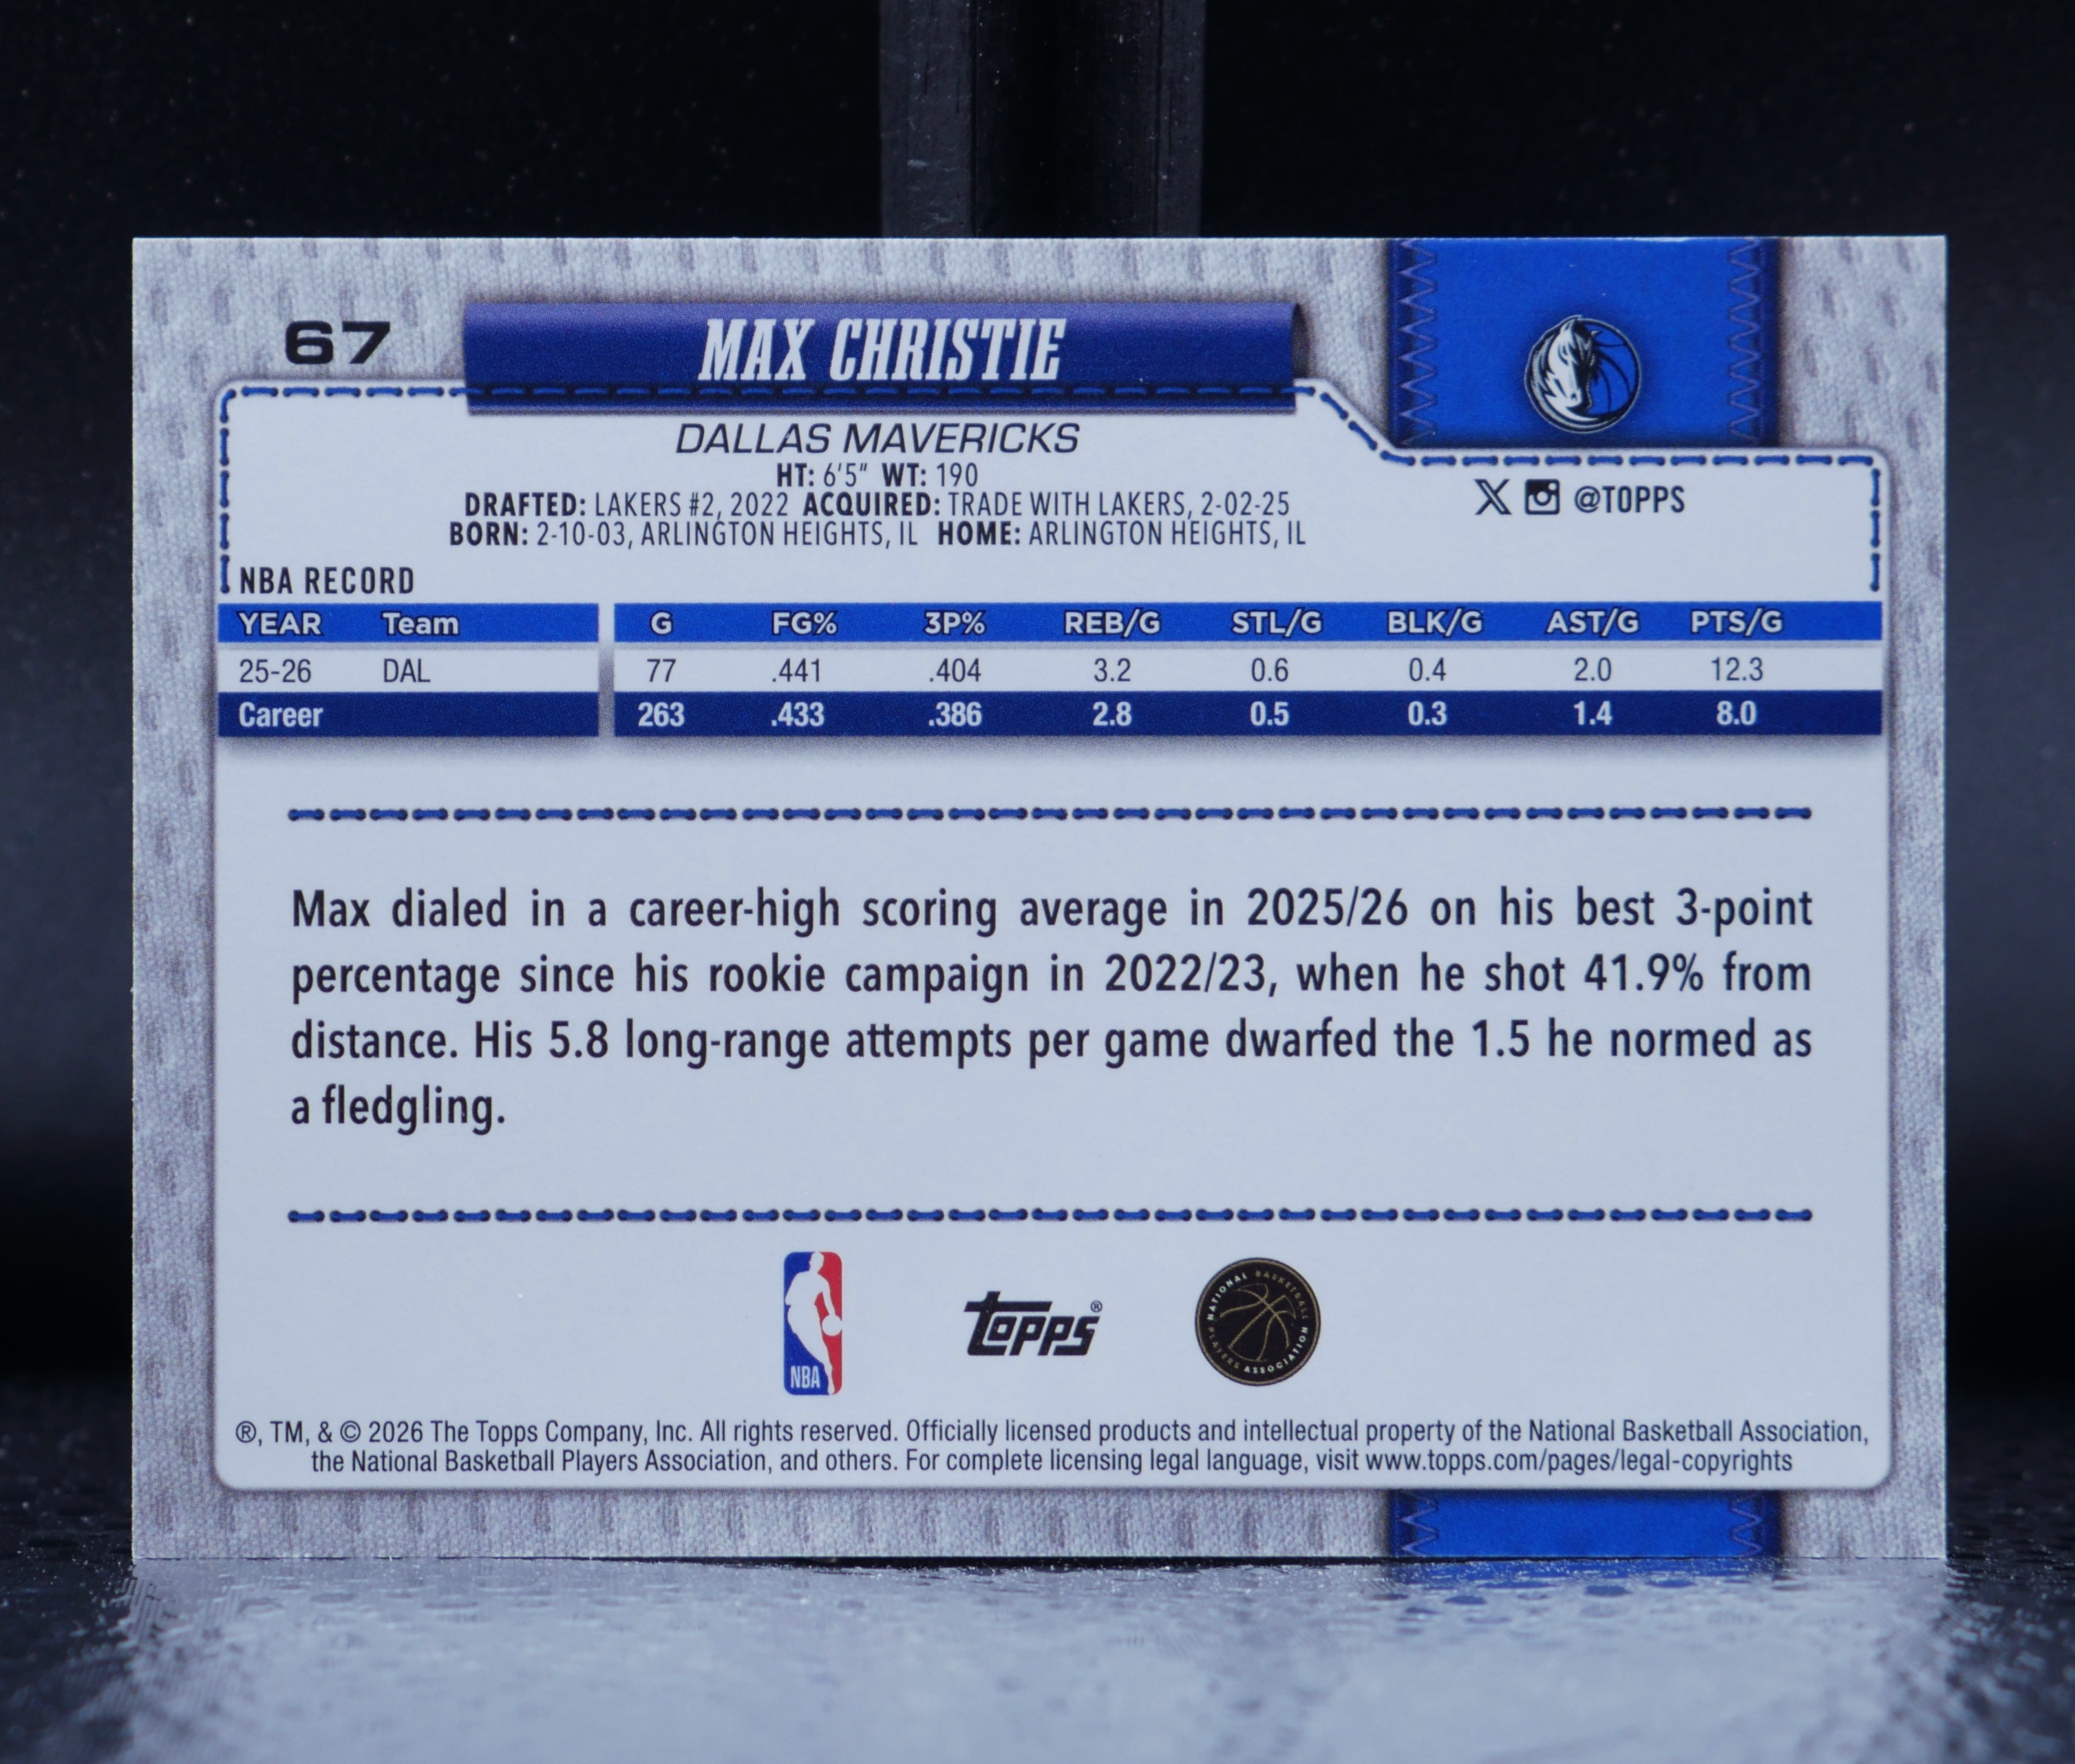 67
MAX CHRISTIE
DALLAS MAVERICKS
HT: 6'5" WT: 190
DRAFTED: LAKERS #2, 2022 ACQUIRED: TRADE WITH LAKERS, 2-02-25
BORN: 2-10-03, ARLINGTON HEIGHTS, IL HOME: ARLINGTON HEIGHTS, IL
X @TOPPS
NBA RECORD
YEAR Team G FG% 3P% REB/G STL/G BLK/G AST/G PTS/G
25-26 DAL 77 .441 .404 3.2 0.6 0.4 2.0 12.3
Career 263 .433 .386 2.8 0.5 0.3 1.4 8.0
Max dialed in a career-high scoring average in 2025/26 on his best 3-point
percentage since his rookie campaign in 2022/23, when he shot 41.9% from
distance. His 5.8 long-range attempts per game dwarfed the 1.5 he normed as
a fledgling.
NBA
Topps®
NATIONAL BASKETBALL PLAYERS ASSOCIATION
®, TM, & © 2026 The Topps Company, Inc. All rights reserved. Officially licensed products and intellectual property of the National Basketball Association,
the National Basketball Players Association, and others. For complete licensing legal language, visit www.topps.com/pages/legal-copyrights